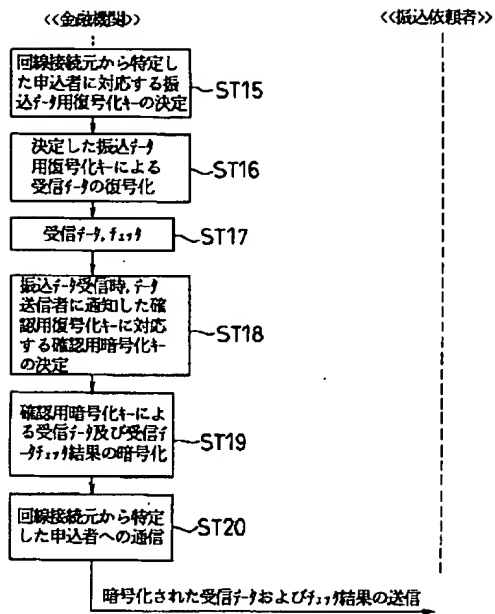 ≪金融機関≫
≪振込依頼者≫
回線接続元から特定し
た申込者に対応する振
込データ用復号化キーの決定
ST15
決定した振込データ
用復号化キーによる
受信データの復号化
ST16
受信データ,チェック
ST17
振込データ受信時,データ
送信者に通知した確
認用復号化キーに対応
する確認用暗号化キー
の決定
ST18
確認用暗号化キーによ
る受信データ及び受信デ
ータチェック結果の暗号化
ST19
回線接続元から特定
した申込者への通信
ST20
暗号化された受信データおよびチェック結果の送信